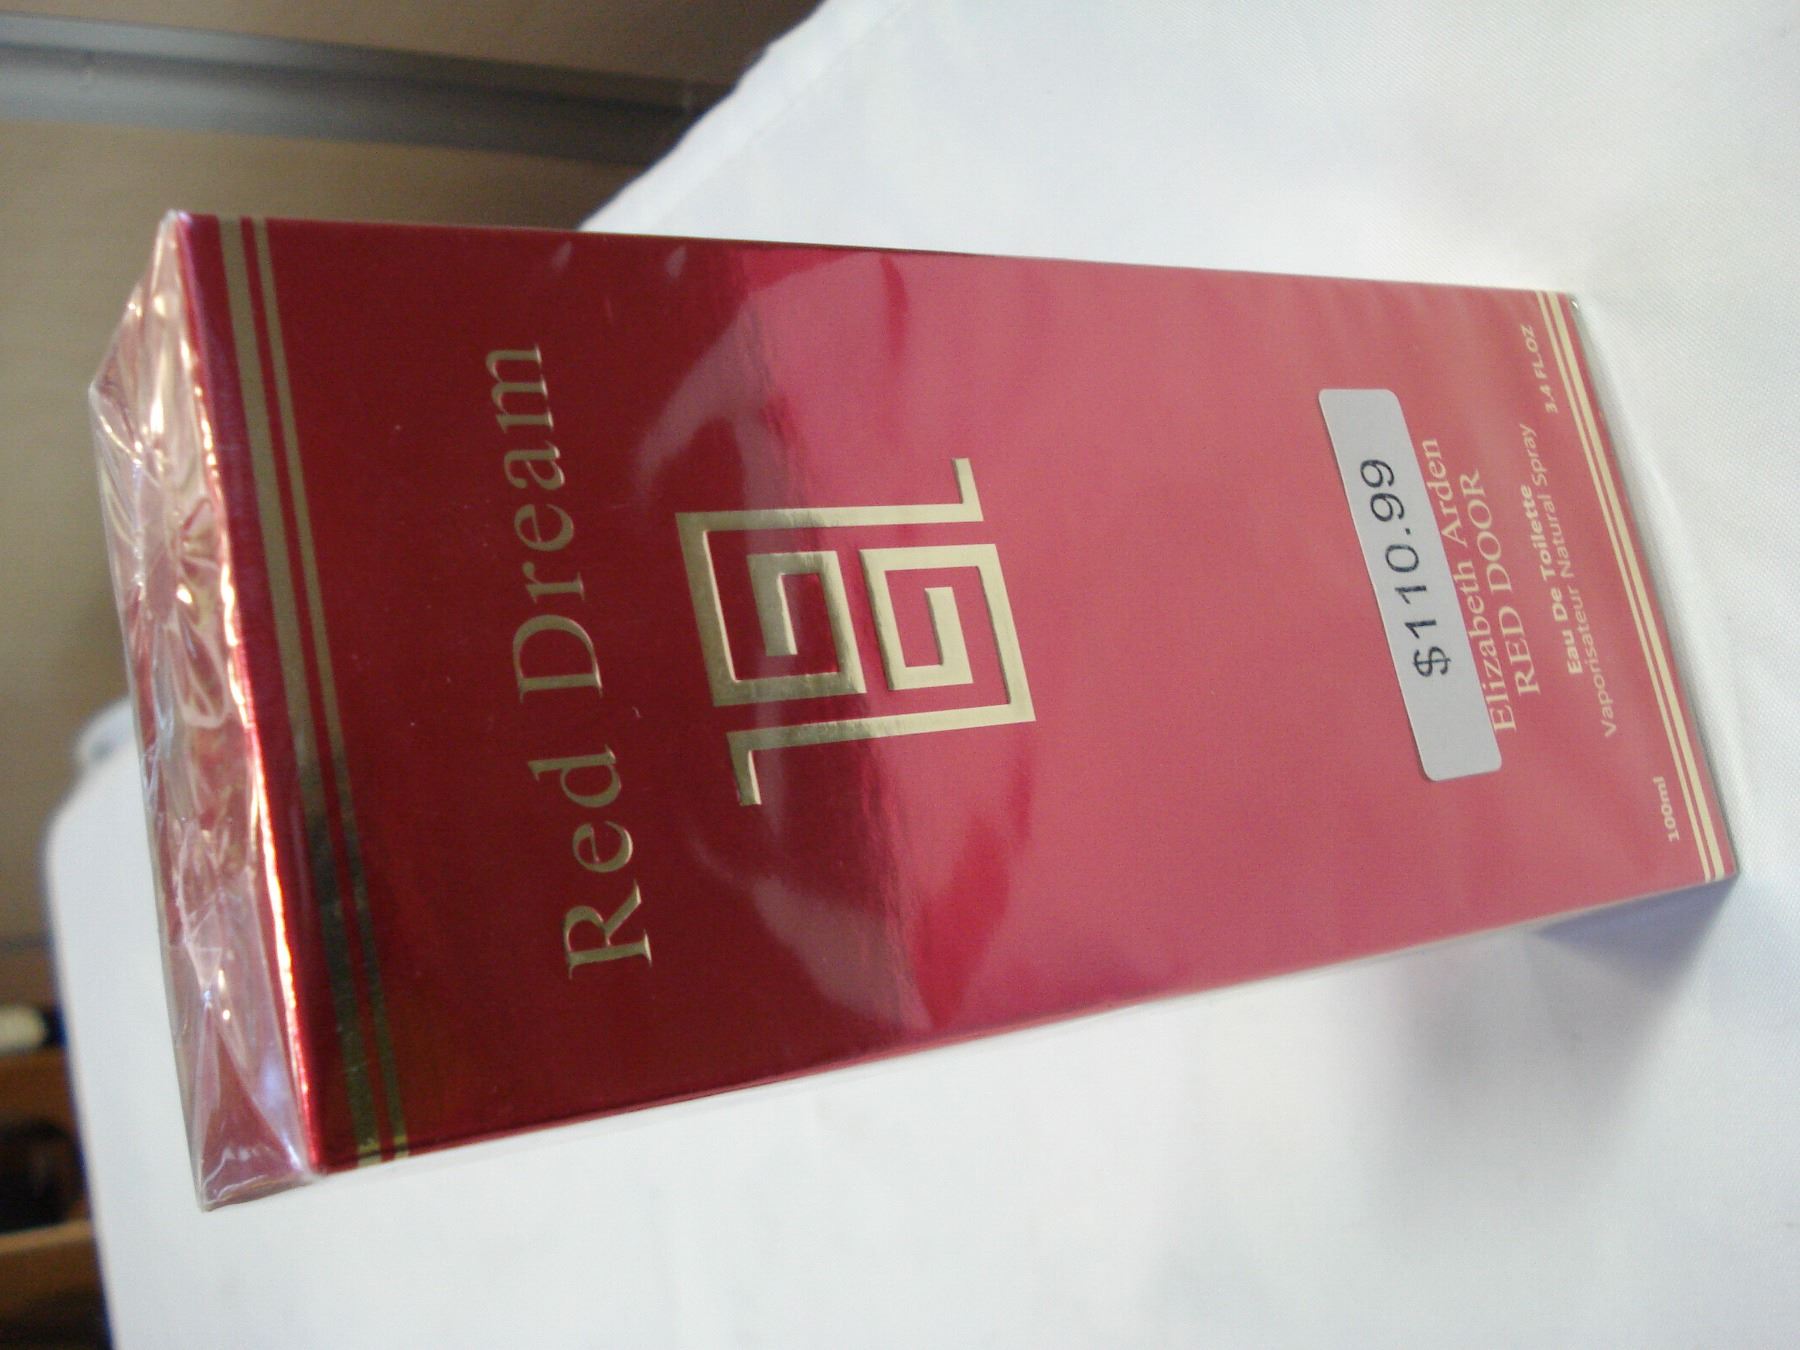 Red Dream
$110.99
Elizabeth Arden
RED DOOR
Eau De Toilette
Vaporisateur Natural Spray
100ml 3.4 FL.OZ